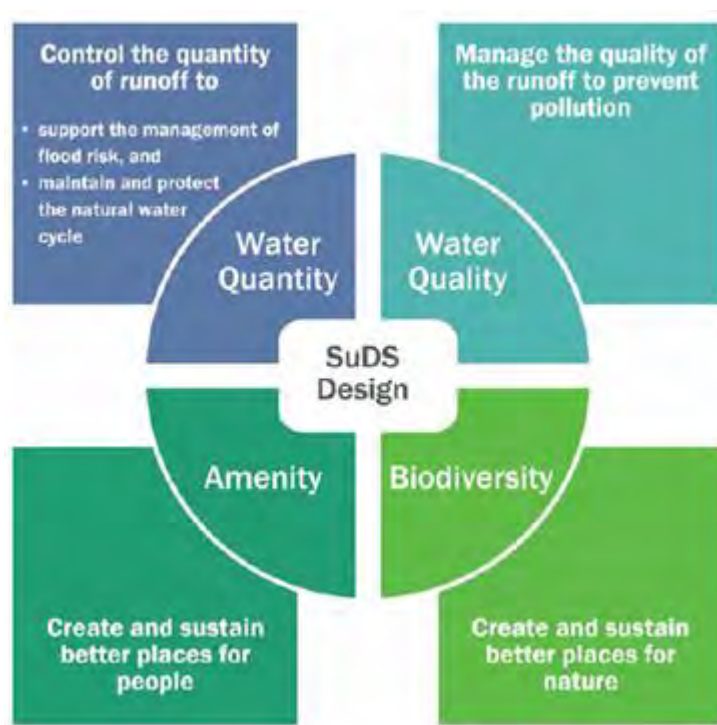 Control the quantity
of runoff to
• support the management of
flood risk, and
• maintain and protect
the natural water
cycle
Manage the quality of
the runoff to prevent
pollution
Water
Quantity
Water
Quality
SuDS
Design
Amenity
Biodiversity
Create and sustain
better places for
people
Create and sustain
better places for
nature